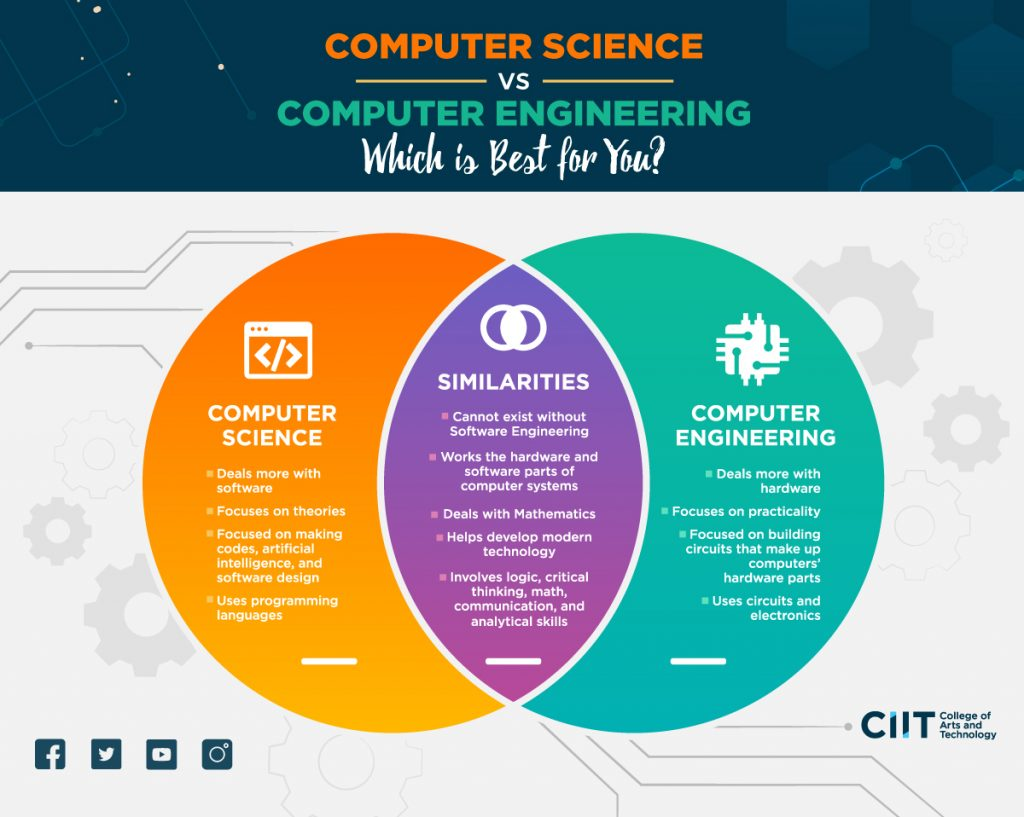 COMPUTER SCIENCE
VS
COMPUTER ENGINEERING
Which is Best for You?
</>
COMPUTER
SCIENCE
Deals more with
software
Focuses on theories
Focused on making
codes, artificial
intelligence, and
software design
Uses programming
languages
SIMILARITIES
Cannot exist without
Software Engineering
Works the hardware and
software parts of
computer systems
Deals with Mathematics
Helps develop modern
technology
Involves logic, critical
thinking, math,
communication, and
analytical skills
COMPUTER
ENGINEERING
Deals more with
hardware
Focuses on practicality
Focused on building
circuits that make up
computers'
hardware parts
Uses circuits and
electronics
CIIT College of
Arts and
Technology